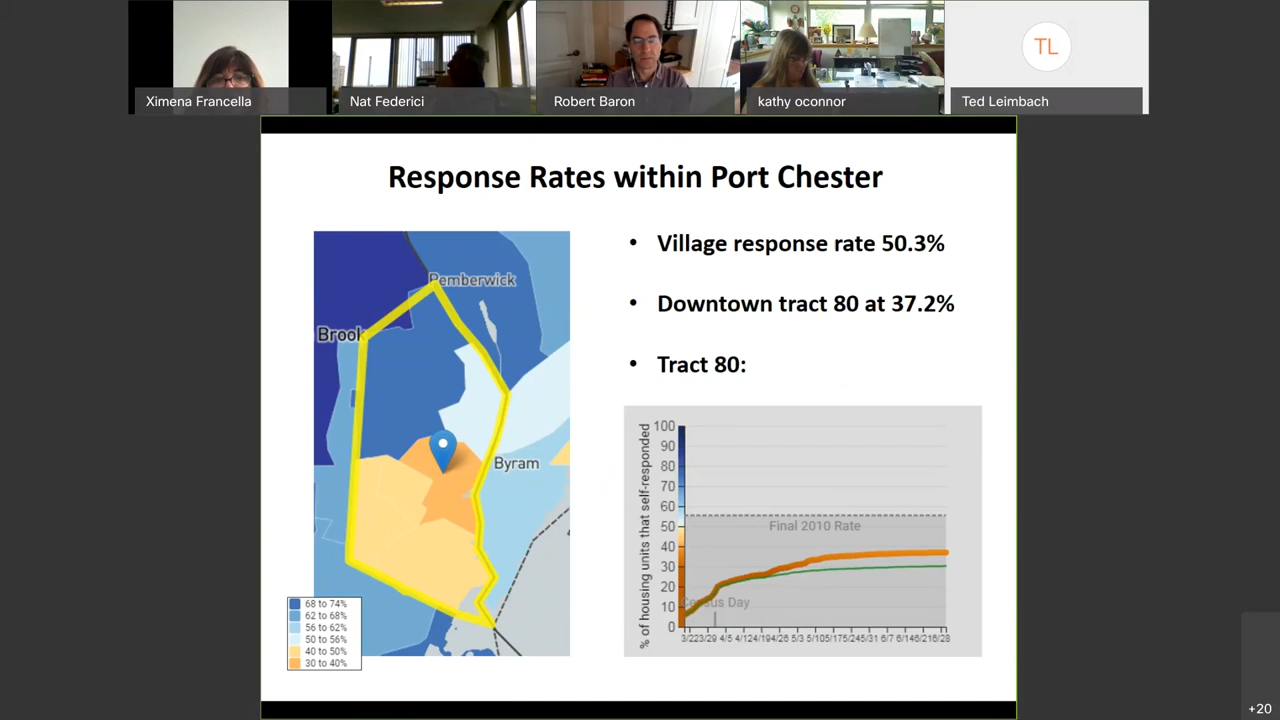 Ximena Francella
Nat Federici
Robert Baron
kathy oconnor
TL
Ted Leimbach
Response Rates within Port Chester
Pemberwick
Brook
Byram
68 to 74%
62 to 68%
56 to 62%
50 to 56%
40 to 50%
30 to 40%
• Village response rate 50.3%
• Downtown tract 80 at 37.2%
• Tract 80:
% of housing units that self-responded
100
90
80
70
60
50
40
30
20
10
0
Final 2010 Rate
Census Day
+20